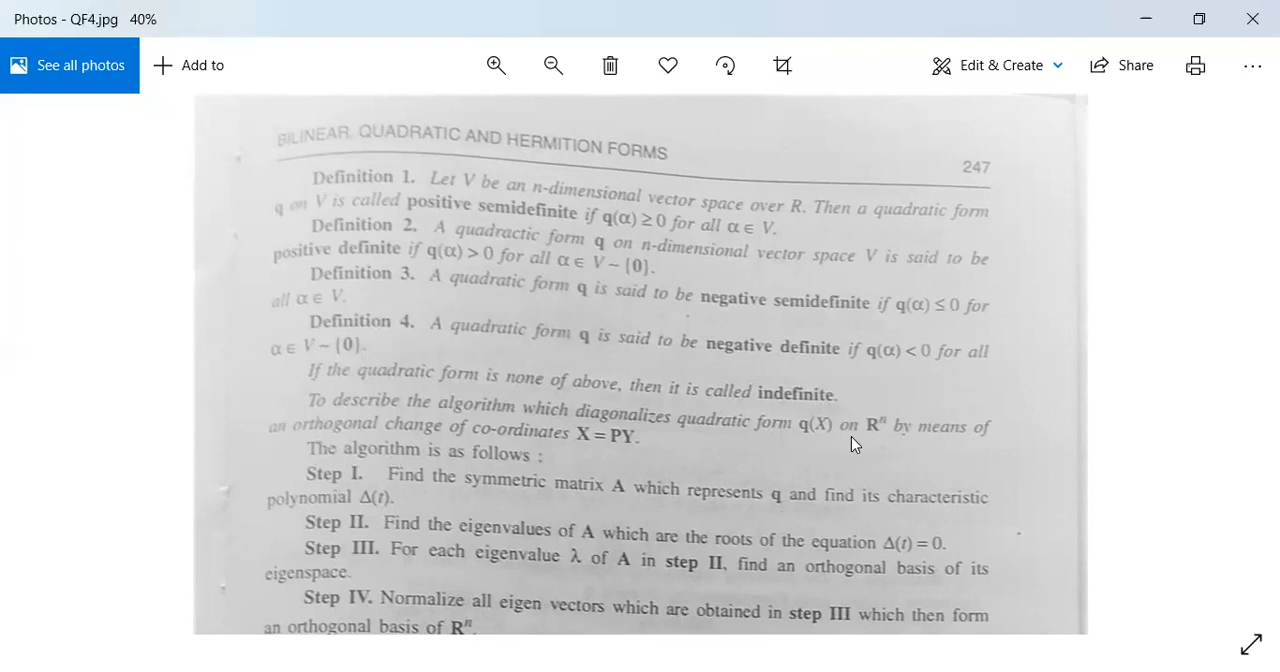 Photos - QF4.jpg 40%
See all photos
Add to
Edit & Create
Share
BILINEAR, QUADRATIC AND HERMITION FORMS
247
Definition 1. Let V be an n-dimensional vector space over R. Then a quadratic form
q on V is called positive semidefinite if q(α) ≥ 0 for all α ∈ V.
Definition 2. A quadractic form q on n-dimensional vector space V is said to be
positive definite if q(α) > 0 for all α ∈ V – {0}.
Definition 3. A quadratic form q is said to be negative semidefinite if q(α) ≤ 0 for
all α ∈ V.
Definition 4. A quadratic form q is said to be negative definite if q(α) < 0 for all
α ∈ V – {0}.
If the quadratic form is none of above, then it is called indefinite.
To describe the algorithm which diagonalizes quadratic form q(X) on Rⁿ by means of
an orthogonal change of co-ordinates X = PY.
The algorithm is as follows :
Step I. Find the symmetric matrix A which represents q and find its characteristic
polynomial Δ(t).
Step II. Find the eigenvalues of A which are the roots of the equation Δ(t) = 0.
Step III. For each eigenvalue λ of A in step II, find an orthogonal basis of its
eigenspace.
Step IV. Normalize all eigen vectors which are obtained in step III which then form
an orthogonal basis of Rⁿ.